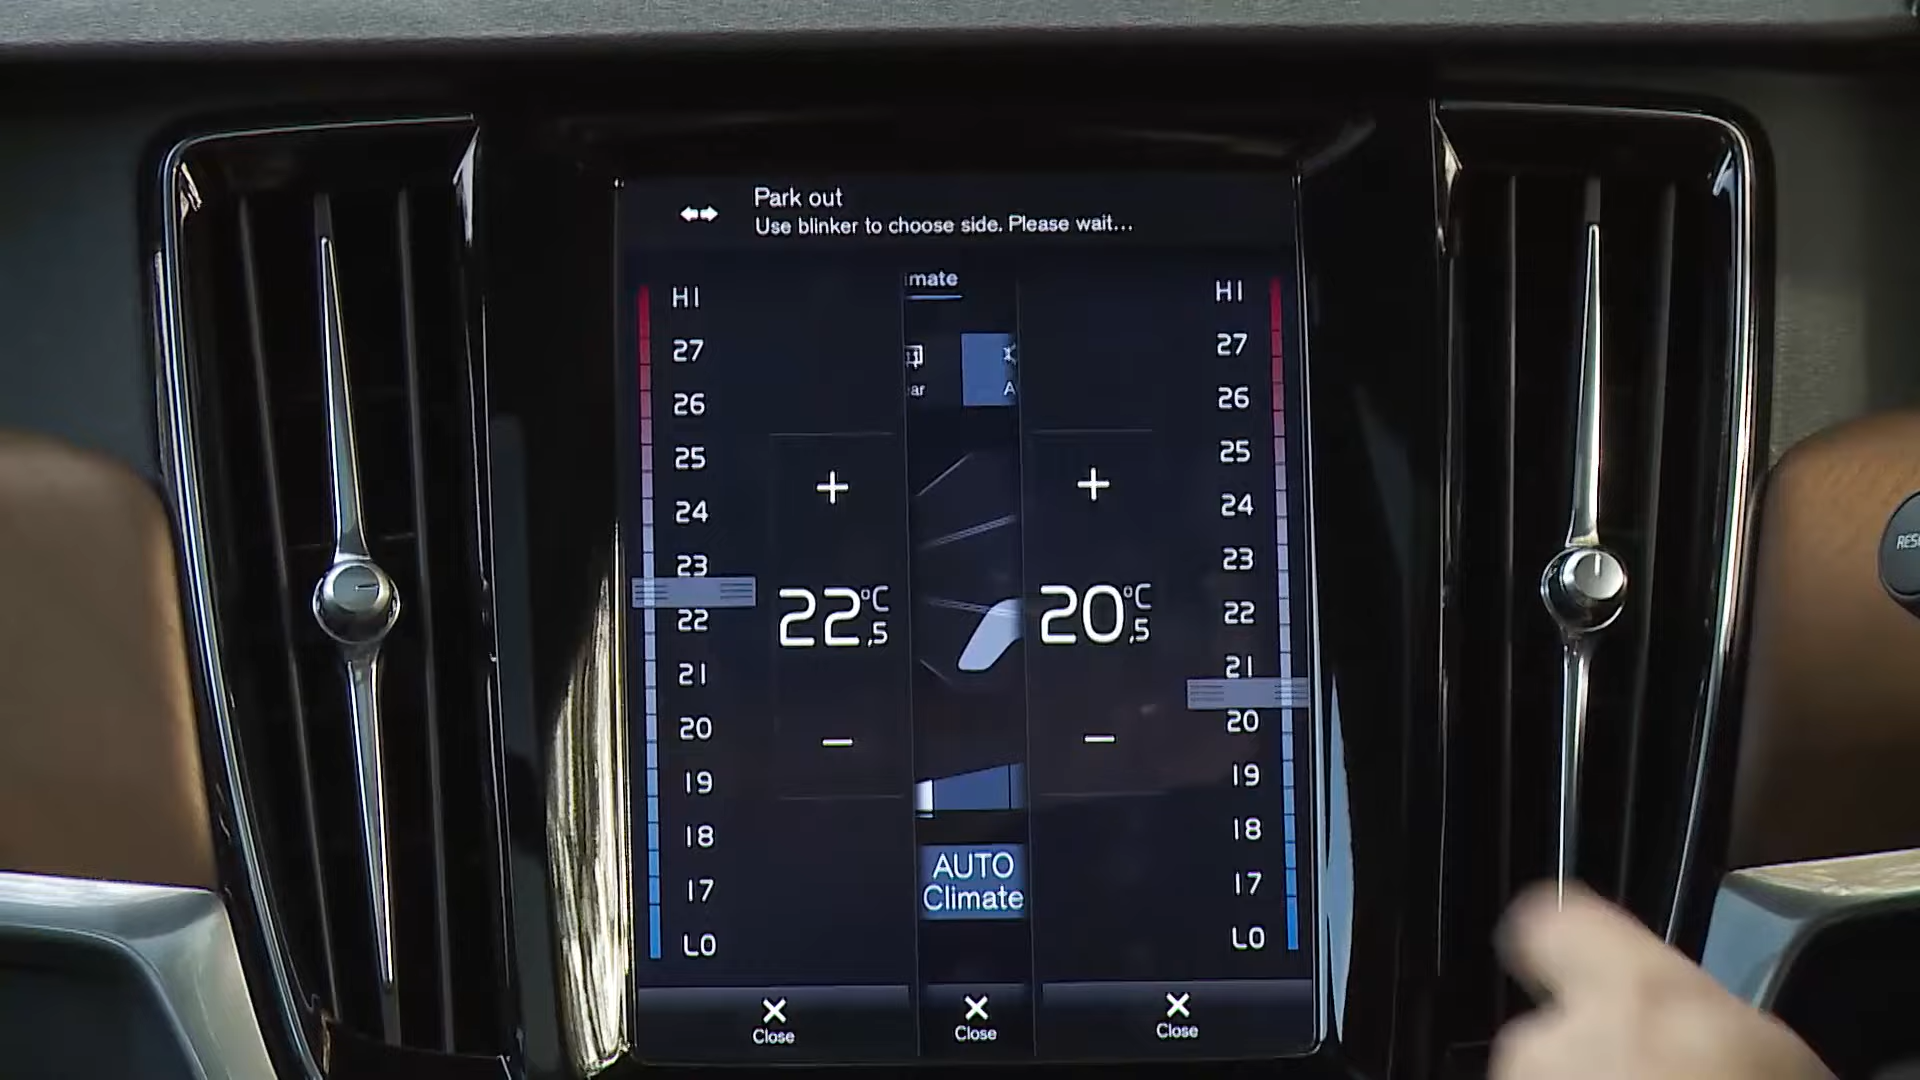 Park out
Use blinker to choose side. Please wait...
mate
HI
27
26
25
24
23
22
21
20
19
18
17
LO
ar
A
+
22,5 °C
–
+
20,5 °C
–
AUTO
Climate
HI
27
26
25
24
23
22
21
20
19
18
17
LO
Close
Close
Close